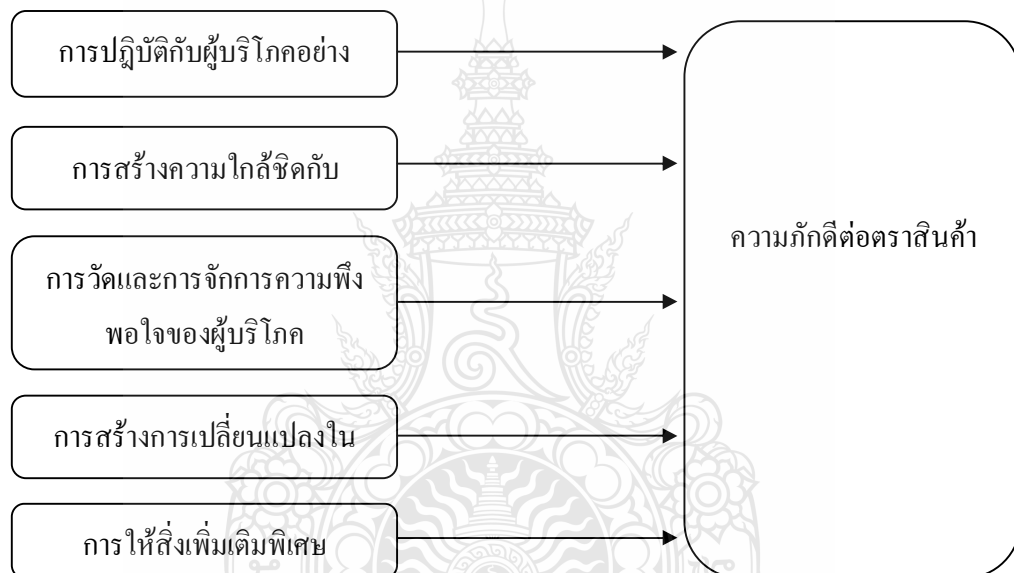 การปฎิบัติกับผู้บริโภคอย่าง
การสร้างความใกล้ชิดกับ
การวัดและการจักการความพึง
พอใจของผู้บริโภค
การสร้างการเปลี่ยนแปลงใน
การให้สิ่งเพิ่มเติมพิเศษ
ความภักดีต่อตราสินค้า